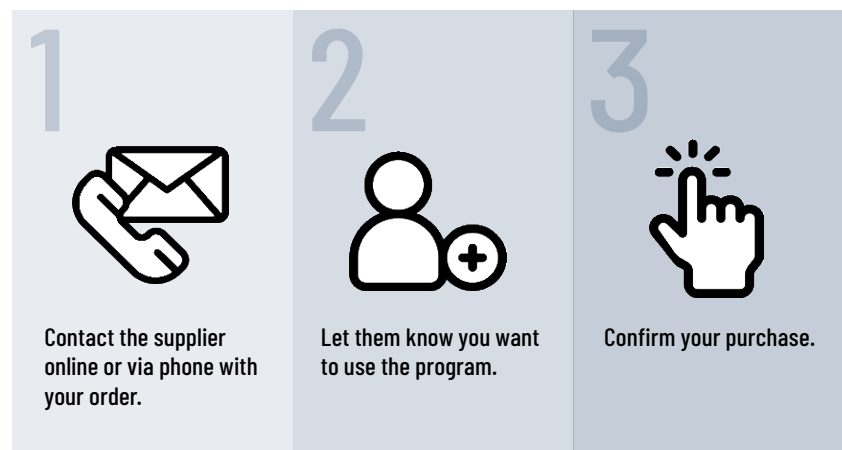 1
Contact the supplier
online or via phone with
your order.
2
Let them know you want
to use the program.
3
Confirm your purchase.